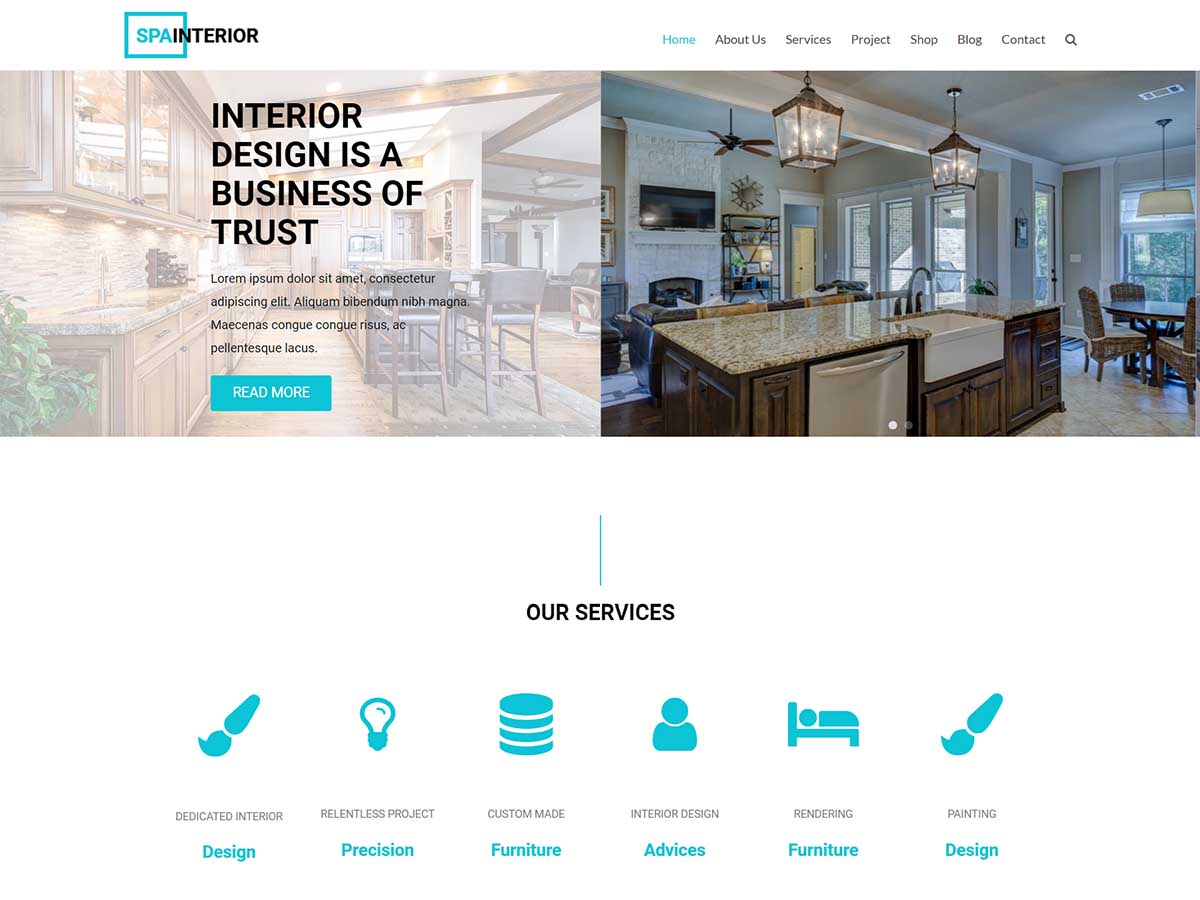 SPAINTERIOR
Home About Us Services Project Shop Blog Contact
INTERIOR
DESIGN IS A
BUSINESS OF
TRUST
Lorem ipsum dolor sit amet, consectetur
adipiscing elit. Aliquam bibendum nibh magna.
Maecenas congue congue risus, ac
pellentesque lacus.
READ MORE
OUR SERVICES
DEDICATED INTERIOR
Design
RELENTLESS PROJECT
Precision
CUSTOM MADE
Furniture
INTERIOR DESIGN
Advices
RENDERING
Furniture
PAINTING
Design